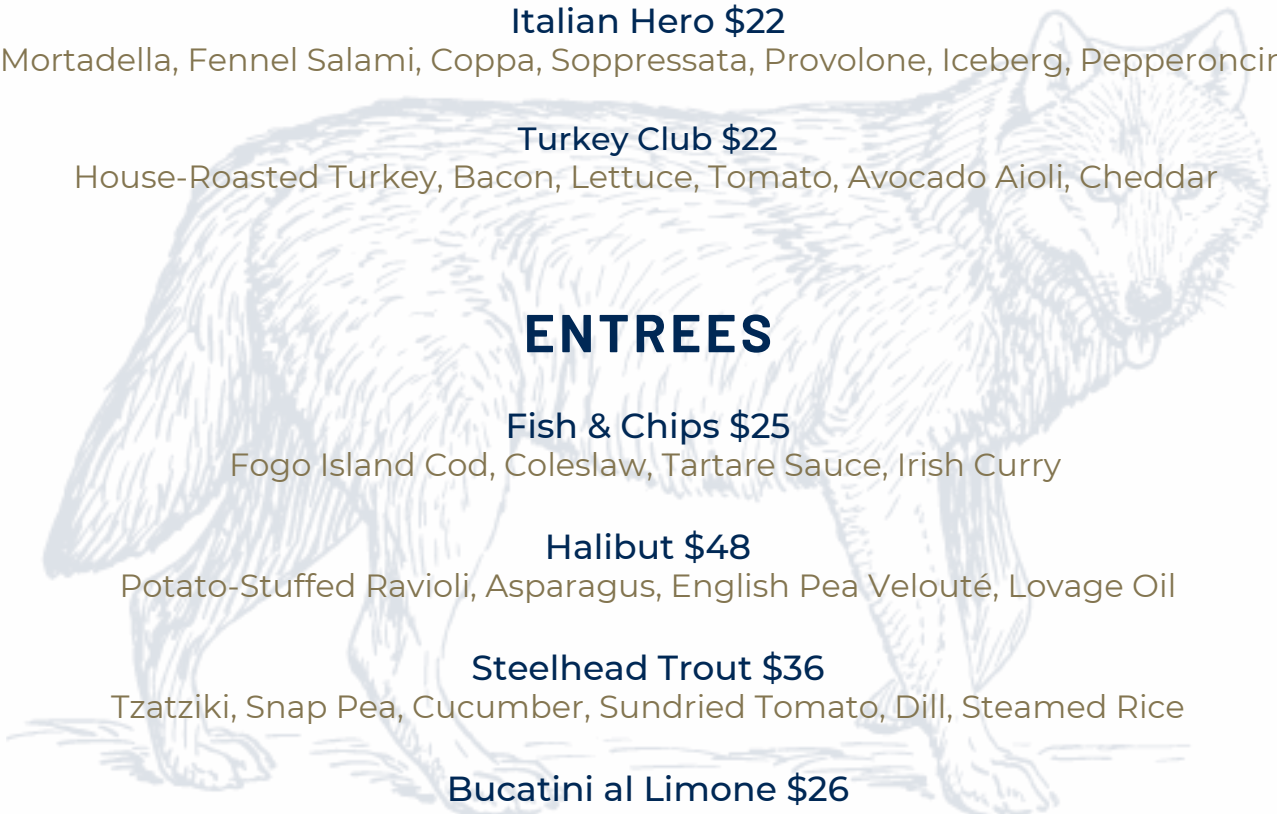 Italian Hero $22
Mortadella, Fennel Salami, Coppa, Soppressata, Provolone, Iceberg,
Turkey Club $22
House-Roasted Turkey, Bacon, Lettuce, Tomato, Avocado Aioli, Cheddar
ENTREES
Fish & Chips $25
Fogo Island Cod, Coleslaw, Tartare Sauce, Irish Curry
Halibut $48
Potato-Stuffed Ravioli, Asparagus, English Pea Velouté, Lovage Oil
Steelhead Trout $36
Tzatziki, Snap Pea, Cucumber, Sundried Tomato, Dill, Steamed Rice
Bucatini al Limone $26